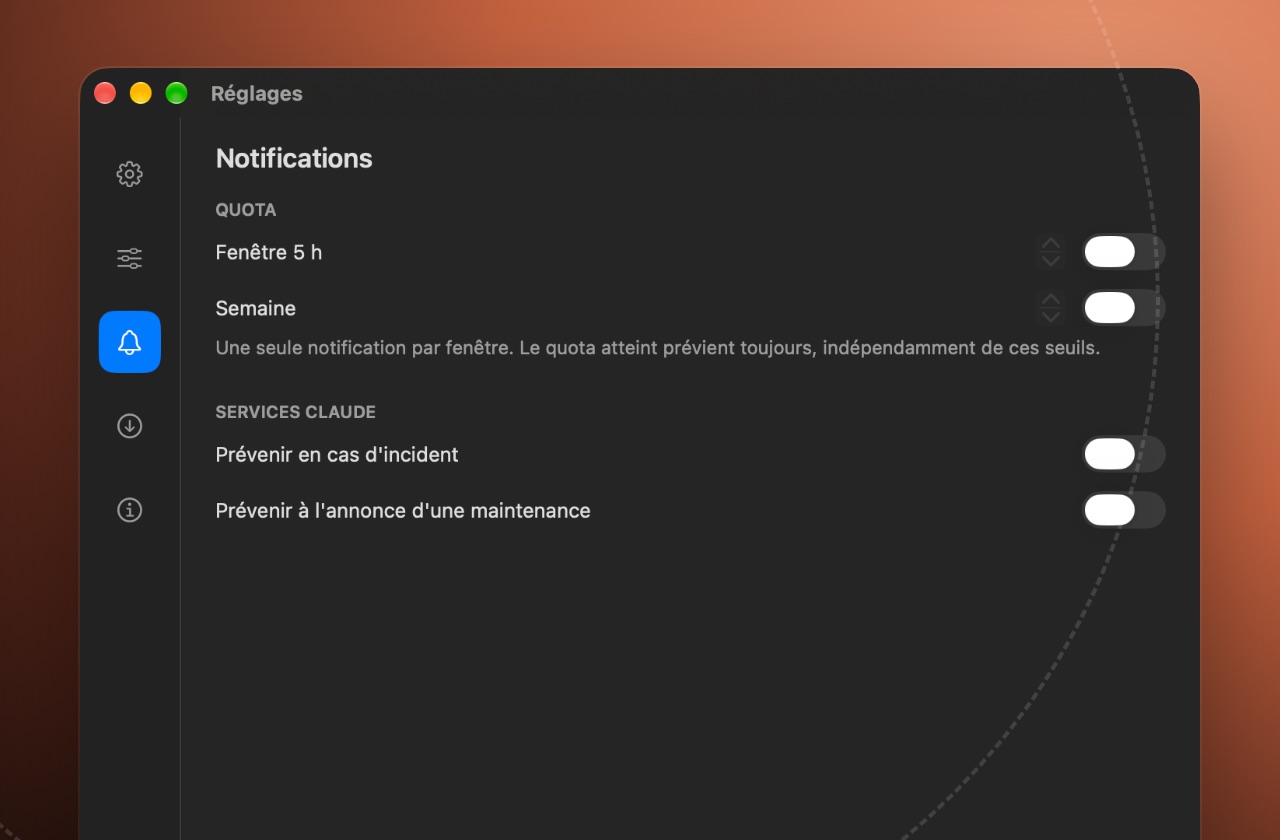 Réglages
Notifications
QUOTA
Fenêtre 5 h
Semaine
Une seule notification par fenêtre. Le quota atteint prévient toujours, indépendamment de ces seuils.
SERVICES CLAUDE
Prévenir en cas d'incident
Prévenir à l'annonce d'une maintenance